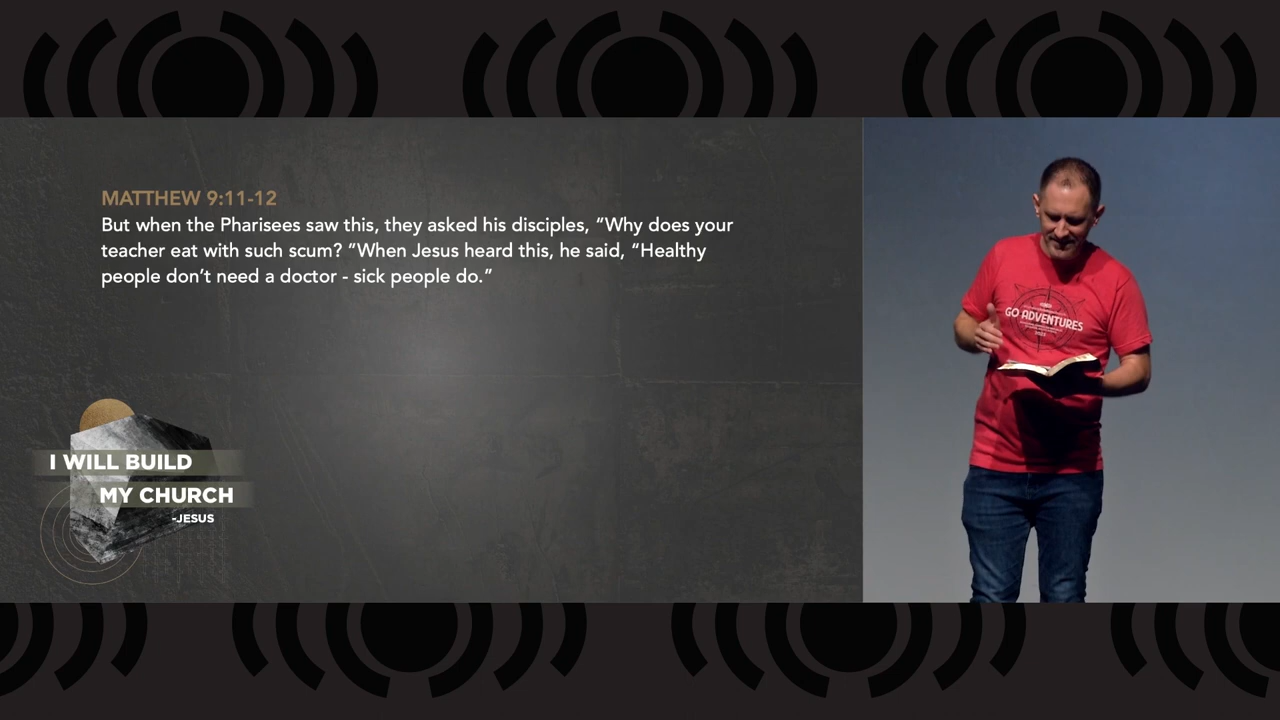 MATTHEW 9:11-12
But when the Pharisees saw this, they asked his disciples, “Why does your
teacher eat with such scum? ”When Jesus heard this, he said, “Healthy
people don’t need a doctor - sick people do.”
I WILL BUILD
MY CHURCH
-JESUS
GO ADVENTURES